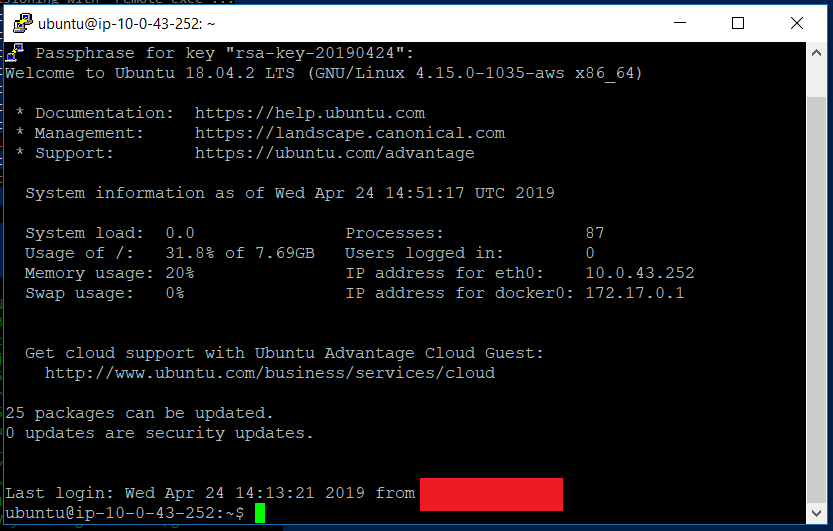 ubuntu@ip-10-0-43-252: ~
Passphrase for key "rsa-key-20190424":
Welcome to Ubuntu 18.04.2 LTS (GNU/Linux 4.15.0-1035-aws x86_64)
* Documentation:  https://help.ubuntu.com
* Management:     https://landscape.canonical.com
* Support:        https://ubuntu.com/advantage
System information as of Wed Apr 24 14:51:17 UTC 2019
System load:  0.0               Processes:              87
Usage of /:   31.8% of 7.69GB   Users logged in:        0
Memory usage: 20%               IP address for eth0:    10.0.43.252
Swap usage:   0%                IP address for docker0: 172.17.0.1
Get cloud support with Ubuntu Advantage Cloud Guest:
http://www.ubuntu.com/business/services/cloud
25 packages can be updated.
0 updates are security updates.
Last login: Wed Apr 24 14:13:21 2019 from
ubuntu@ip-10-0-43-252:~$